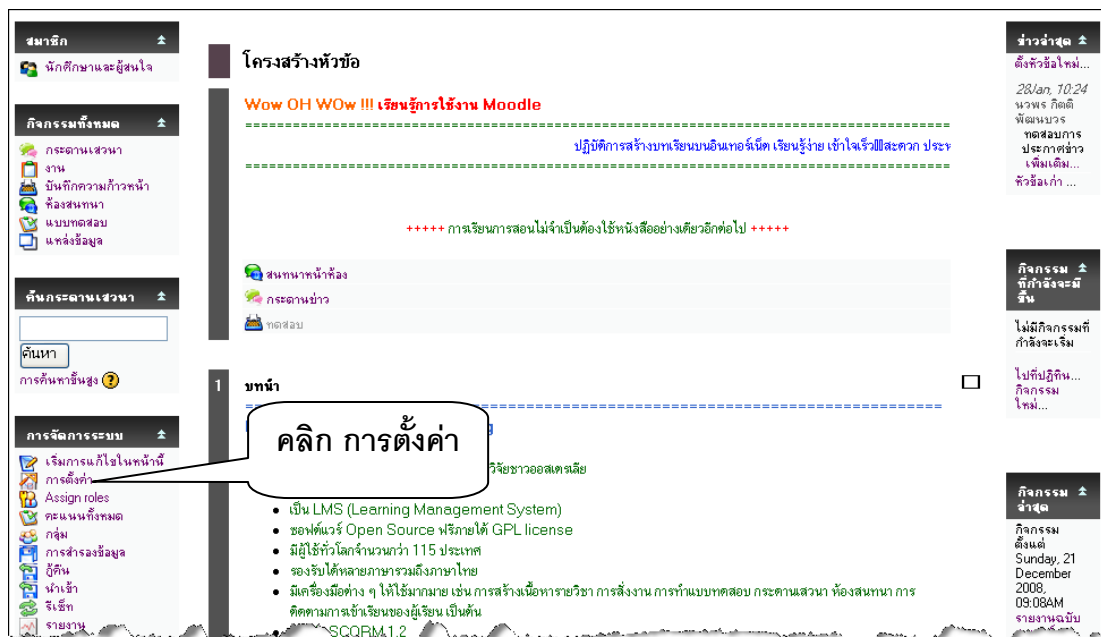 สมาชิก
นักศึกษาและผู้สนใจ
กิจกรรมทั้งหมด
กระดานเสวนา
งาน
บันทึกความก้าวหน้า
ห้องสนทนา
แบบทดสอบ
แหล่งข้อมูล
ค้นกระดานเสวนา
ค้นหา
การค้นหาขั้นสูง
การจัดการระบบ
เริ่มการแก้ไขในหน้านี้
การตั้งค่า
Assign roles
คะแนนทั้งหมด
กลุ่ม
การสำรองข้อมูล
กู้คืน
นำเข้า
รีเซ็ท
รายงาน
โครงสร้างหัวข้อ
Wow OH WOw !!! เรียนรู้การใช้งาน Moodle
ปฏิบัติการสร้างบทเรียนบนอินเทอร์เน็ต เรียนรู้ง่าย เข้าใจเร็ว สะดวก
+++++ การเรียนการสอนไม่จำเป็นต้องใช้หนังสืออย่างเดียวอีกต่อไป +++++
สนทนาหน้าห้อง
กระดานข่าว
ทดสอบ
1 บทนำ
คลิก การตั้งค่า
วิจัยชาวออสเตรเลีย
เป็น LMS (Learning Management System)
ซอฟต์แวร์ Open Source ฟรีภายใต้ GPL license
มีผู้ใช้ทั่วโลกจำนวนกว่า 115 ประเทศ
รองรับได้หลายภาษารวมถึงภาษาไทย
มีเครื่องมือต่าง ๆ ให้ใช้มากมาย เช่น การสร้างเนื้อหารายวิชา การสั่งงาน การทำแบบทดสอบ กระดานเสวนา ห้องสนทนา การ
ติดตามการเข้าเรียนของผู้เรียน เป็นต้น
SCORM 1.2
ข่าวล่าสุด
ตั้งหัวข้อใหม่...
28Jan, 10:24
นวพร กิตติ
พัฒนบวร
ทดสอบการ
ประกาศข่าว
เพิ่มเติม...
หัวข้อเก่า ...
กิจกรรม
ที่กำลังจะมี
ขึ้น
ไม่มีกิจกรรมที่
กำลังจะเริ่ม
ไปที่ปฏิทิน...
กิจกรรม
ใหม่...
กิจกรรม
ล่าสุด
กิจกรรม
ตั้งแต่
Sunday, 21
December
2008,
09:08AM
รายงานฉบับ